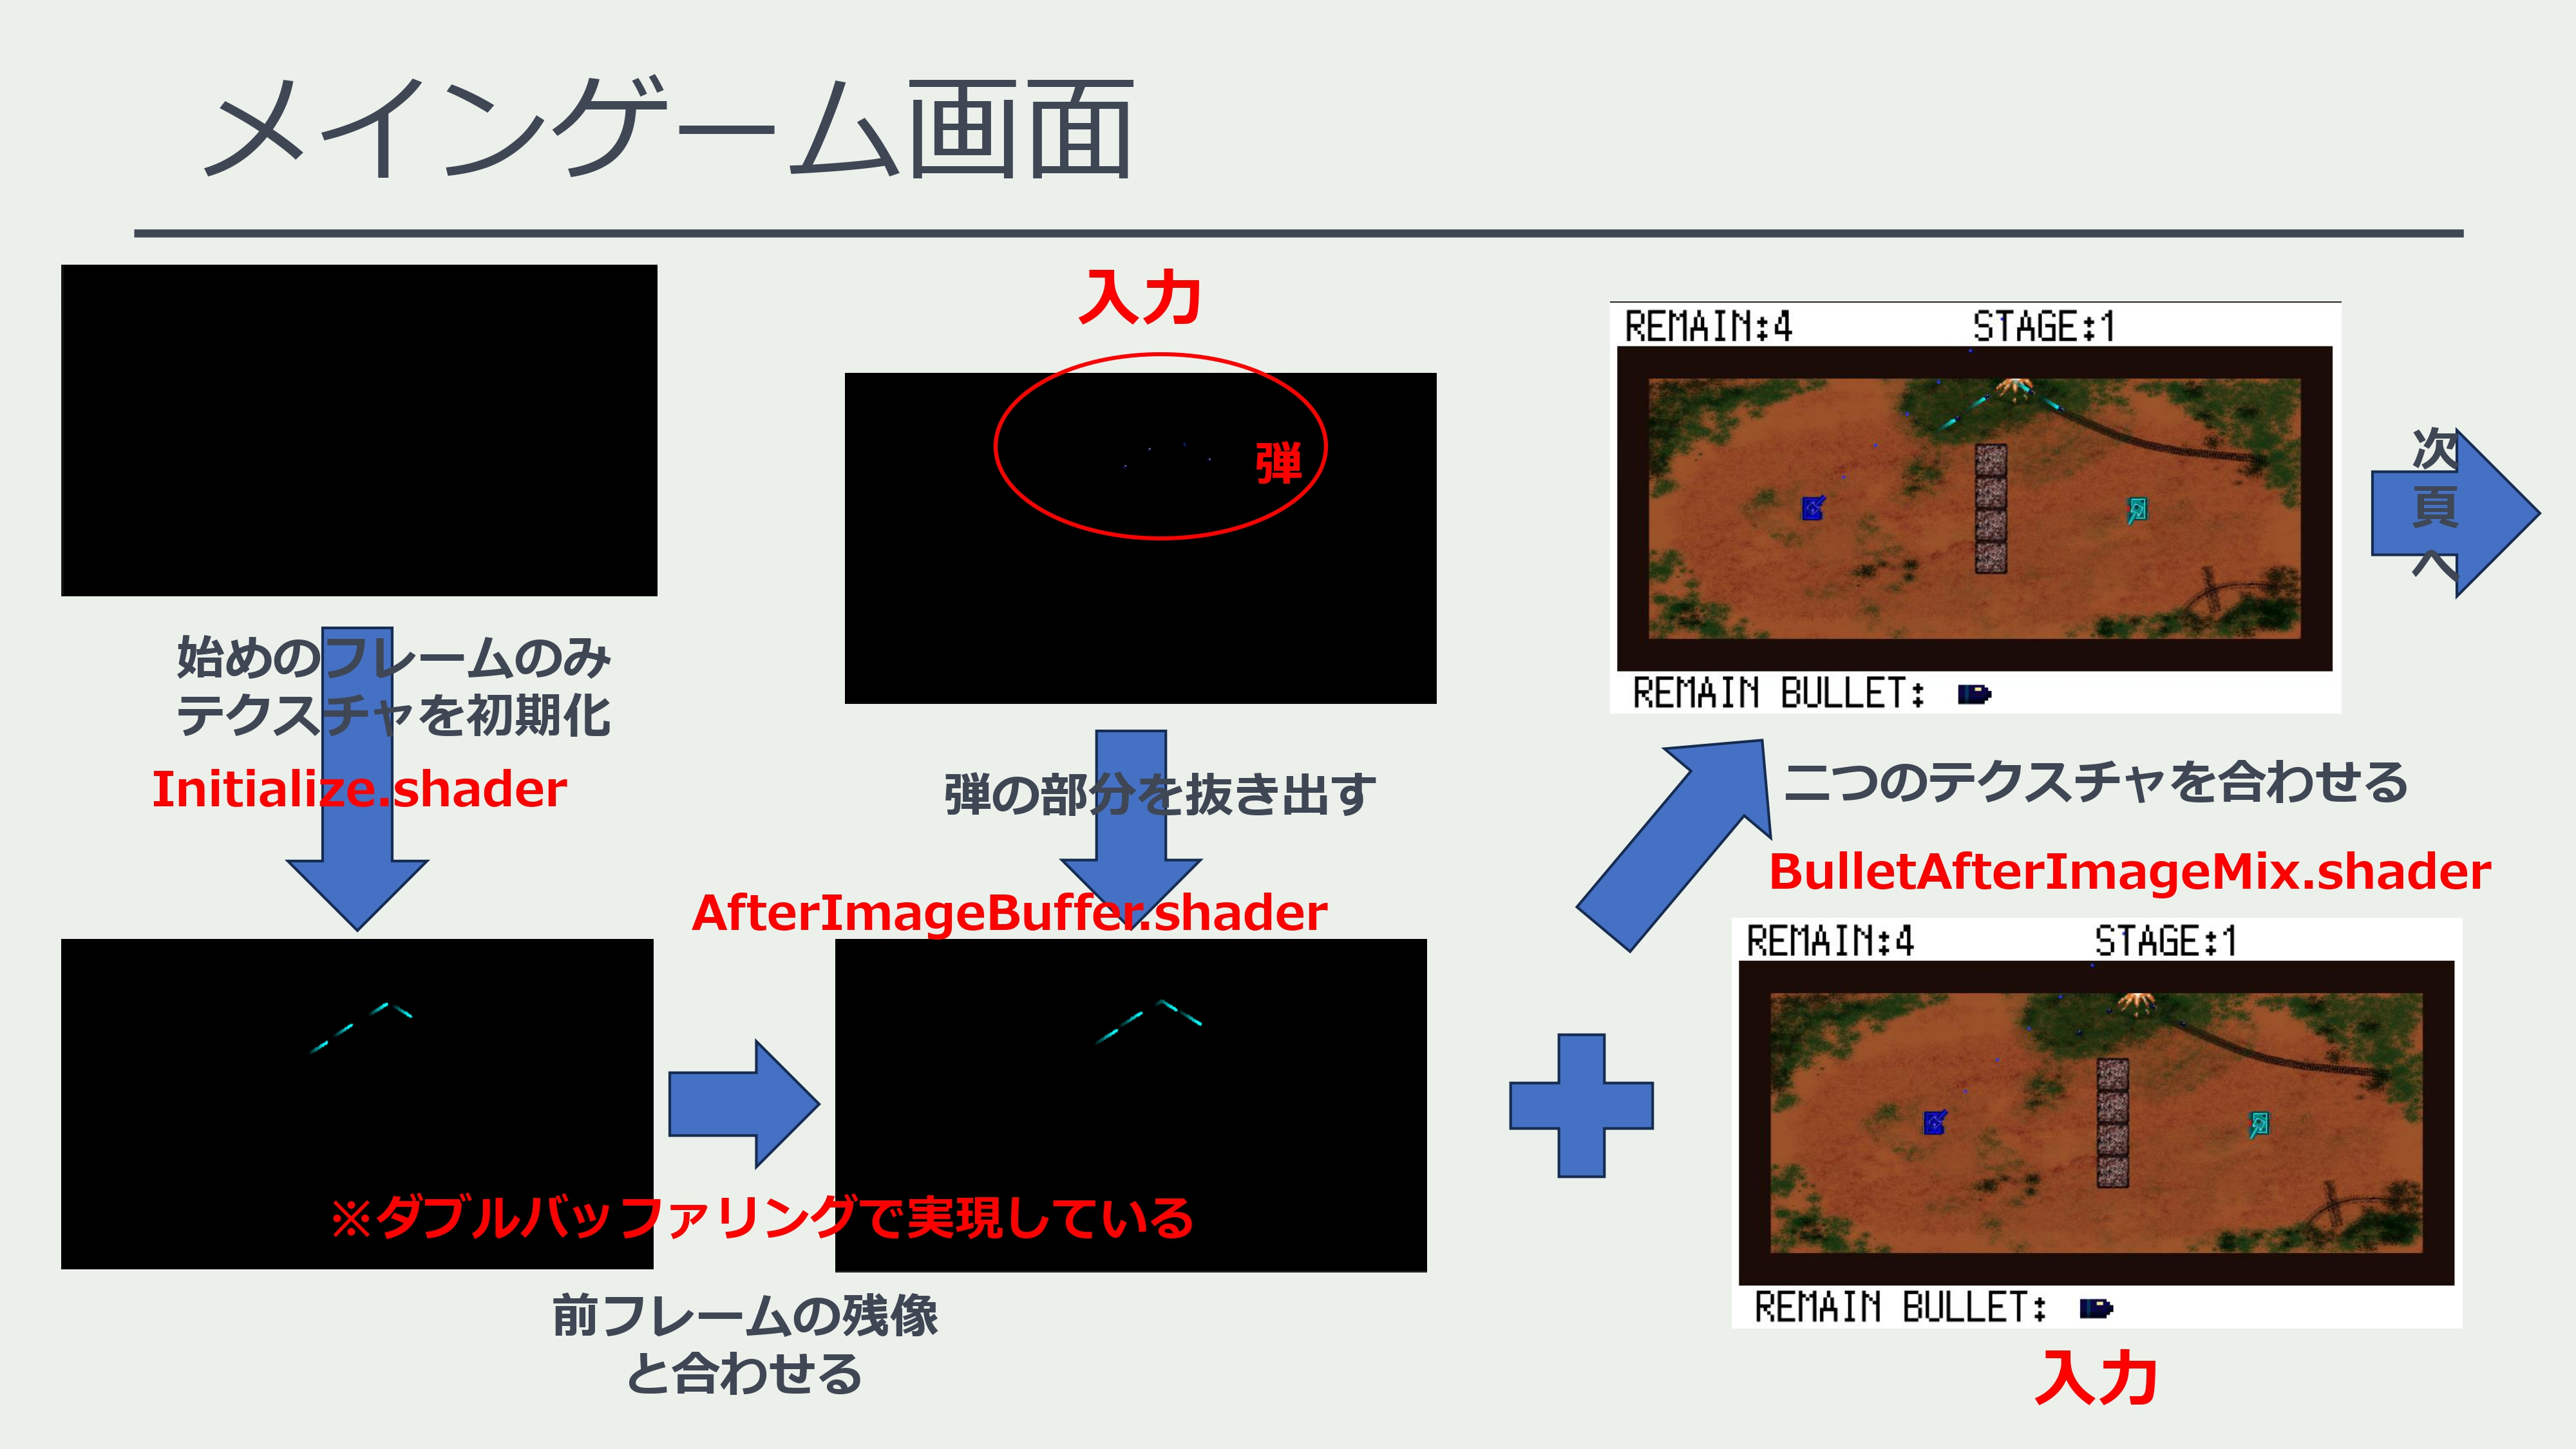 メインゲーム画面
入力
弾
始めのフレームのみ
テクスチャを初期化
Initialize.shader
弾の部分を抜き出す
AfterImageBuffer.shader
※ダブルバッファリングで実現している
前フレームの残像
と合わせる
REMAIN:4 STAGE:1
REMAIN BULLET:
次
頁
へ
二つのテクスチャを合わせる
BulletAfterImageMix.shader
REMAIN:4 STAGE:1
REMAIN BULLET:
入力